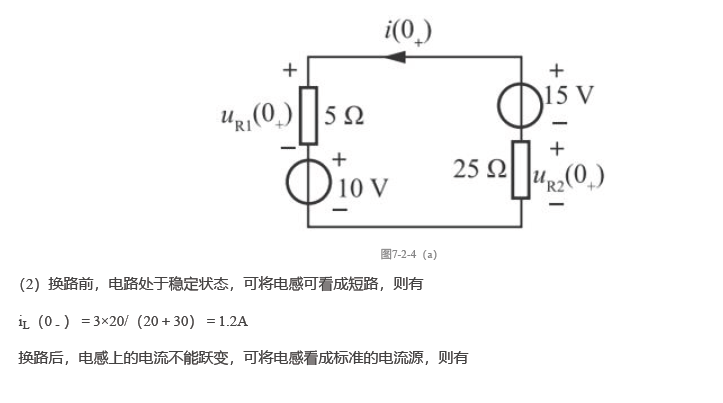 i(0₊)
+
+
u_R1(0₊)
5 Ω
15 V
−
−
+
+
25 Ω
u_R2(0₊)
10 V
−
−
图7-2-4（a）
（2）换路前，电路处于稳定状态，可将电感可看成短路，则有
i_L（0₋）＝3×20/（20＋30）＝1.2A
换路后，电感上的电流不能跃变，可将电感看成标准的电流源，则有